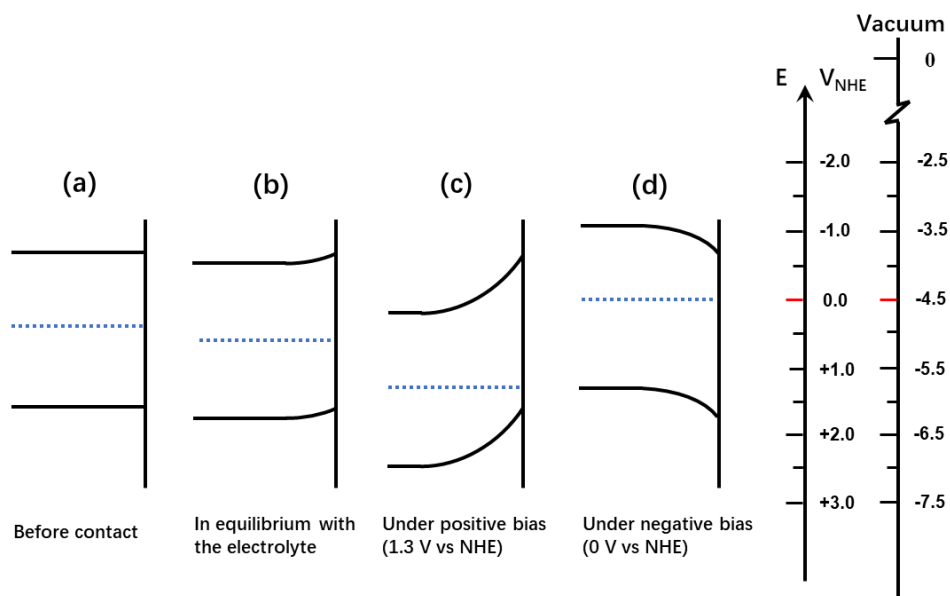 Vacuum
0
E V_NHE
-2.0 -2.5
(a) (b) (c) (d)
-1.0 -3.5
0.0 -4.5
+1.0 -5.5
+2.0 -6.5
+3.0 -7.5
Before contact
In equilibrium with
the electrolyte
Under positive bias
(1.3 V vs NHE)
Under negative bias
(0 V vs NHE)